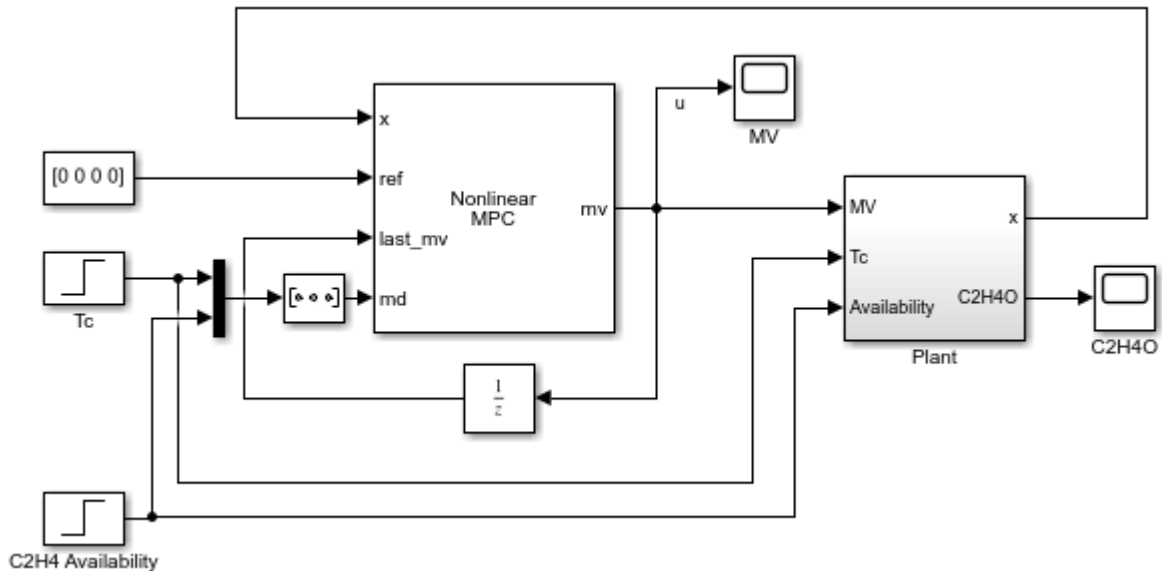 u
MV
x
[0 0 0 0]
ref
Nonlinear
MPC
mv
MV
x
last_mv
Tc
md
Availability
C2H4O
Tc
Plant
C2H4O
1
z
C2H4 Availability